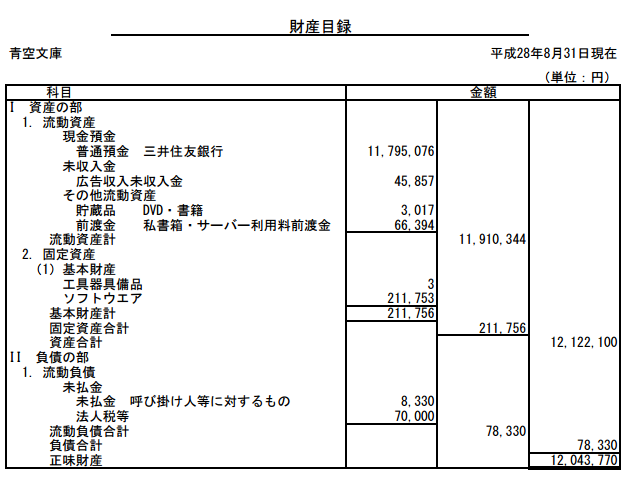 財産目録
青空文庫 平成28年8月31日現在
（単位：円）
科目 金額
I 資産の部
1. 流動資産
現金預金
普通預金 三井住友銀行 11,795,076
未収入金
広告収入未収入金 45,857
その他流動資産
貯蔵品 DVD・書籍 3,017
前渡金 私書箱・サーバー利用料前渡金 66,394
流動資産計 11,910,344
2. 固定資産
(1) 基本財産
工具器具備品 3
ソフトウエア 211,753
基本財産計 211,756
固定資産合計 211,756
資産合計 12,122,100
II 負債の部
1. 流動負債
未払金
未払金 呼び掛け人等に対するもの 8,330
法人税等 70,000
流動負債合計 78,330
負債合計 78,330
正味財産 12,043,770